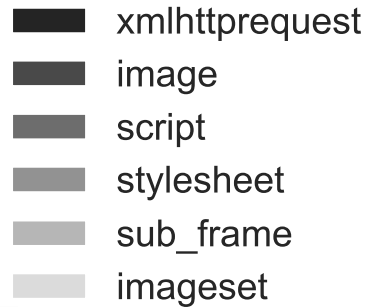 xmlhttprequest
image
script
stylesheet
sub_frame
imageset